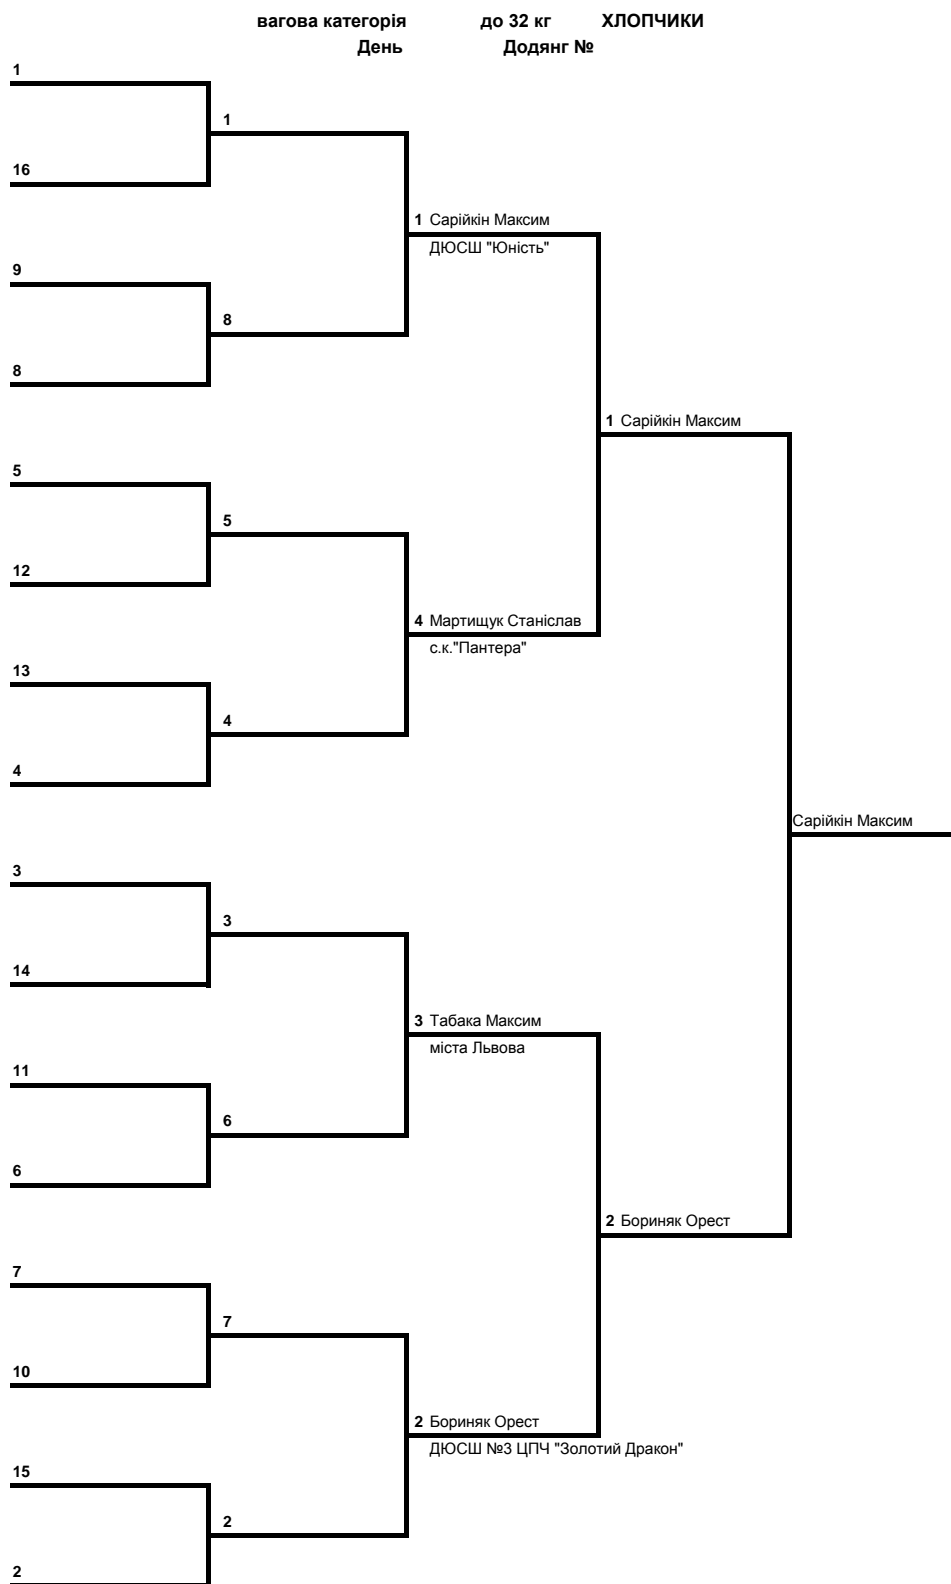 вагова категорія до 32 кг ХЛОПЧИКИ
День Додянг №
1
1
16
1 Сарійкін Максим
ДЮСШ "Юність"
9
8
8
1 Сарійкін Максим
5
5
12
4 Мартищук Станіслав
с.к."Пантера"
13
4
4
Сарійкін Максим
3
3
14
3 Табака Максим
міста Львова
11
6
6
2 Бориняк Орест
7
7
10
2 Бориняк Орест
ДЮСШ №3 ЦПЧ "Золотий Дракон"
15
2
2